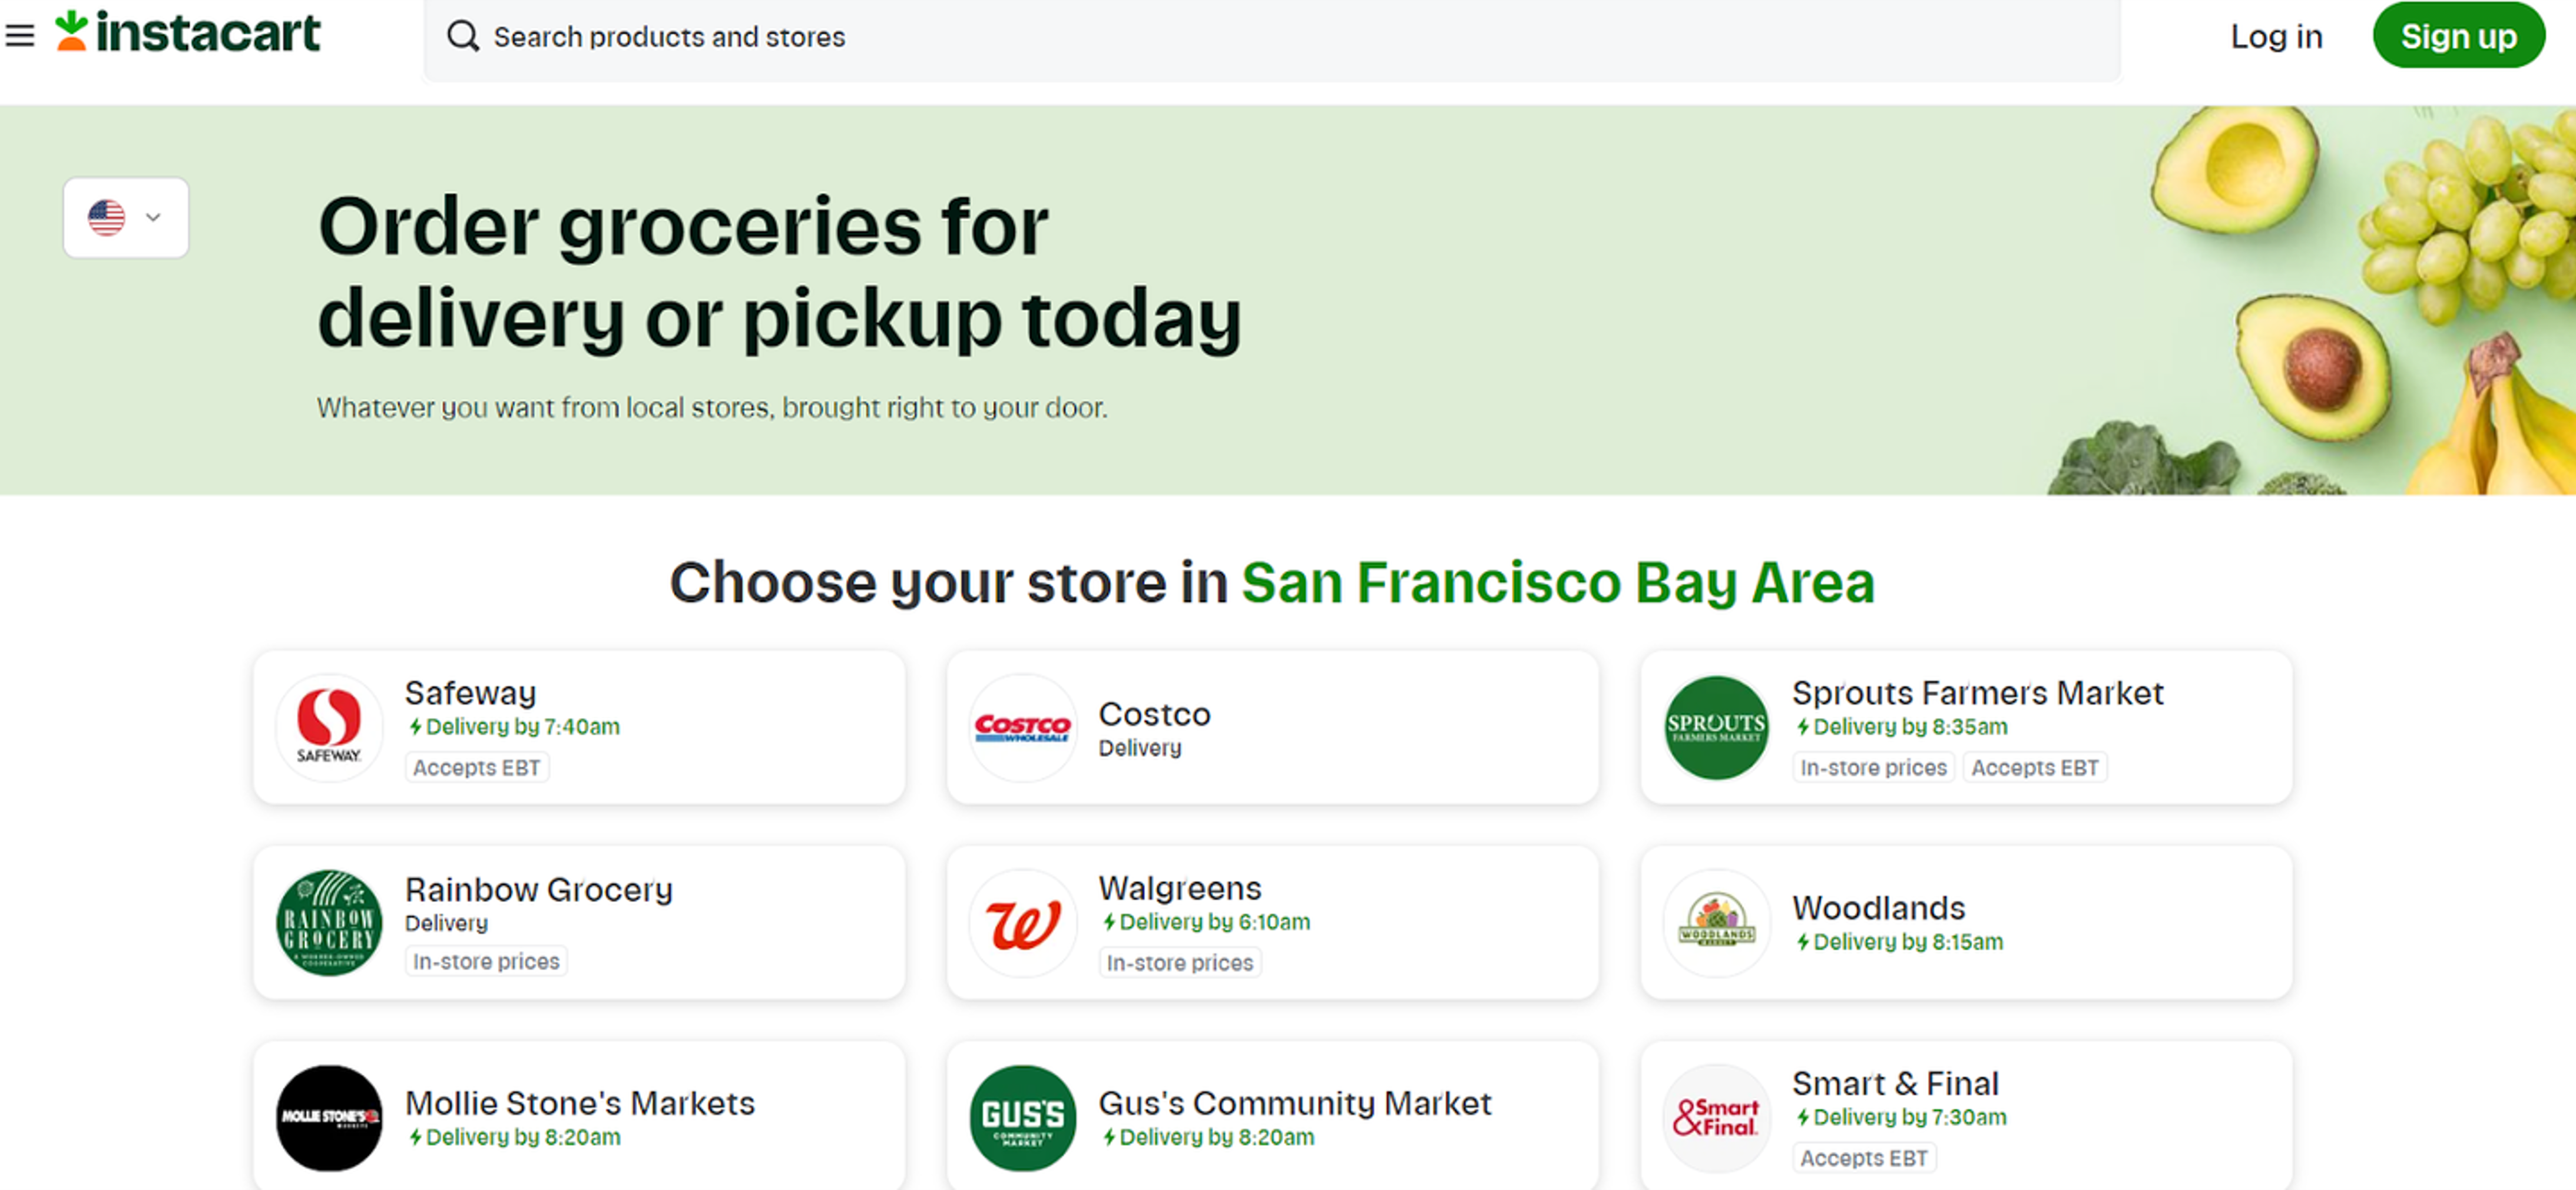 instacart
Search products and stores
Log in
Sign up
Order groceries for
delivery or pickup today
Whatever you want from local stores, brought right to your door.
Choose your store in San Francisco Bay Area
SAFEWAY
Safeway
Delivery by 7:40am
Accepts EBT
COSTCO
WHOLESALE
Costco
Delivery
SPROUTS
FARMERS MARKET
Sprouts Farmers Market
Delivery by 8:35am
In-store prices
Accepts EBT
RAINBOW
GROCERY
A WORKER-OWNED
COOPERATIVE
Rainbow Grocery
Delivery
In-store prices
W
Walgreens
Delivery by 6:10am
In-store prices
WOODLANDS
MARKET
Woodlands
Delivery by 8:15am
MOLLIE STONE'S
MARKETS
Mollie Stone's Markets
Delivery by 8:20am
GUS'S
COMMUNITY
MARKET
Gus's Community Market
Delivery by 8:20am
Smart
&Final.
Smart & Final
Delivery by 7:30am
Accepts EBT